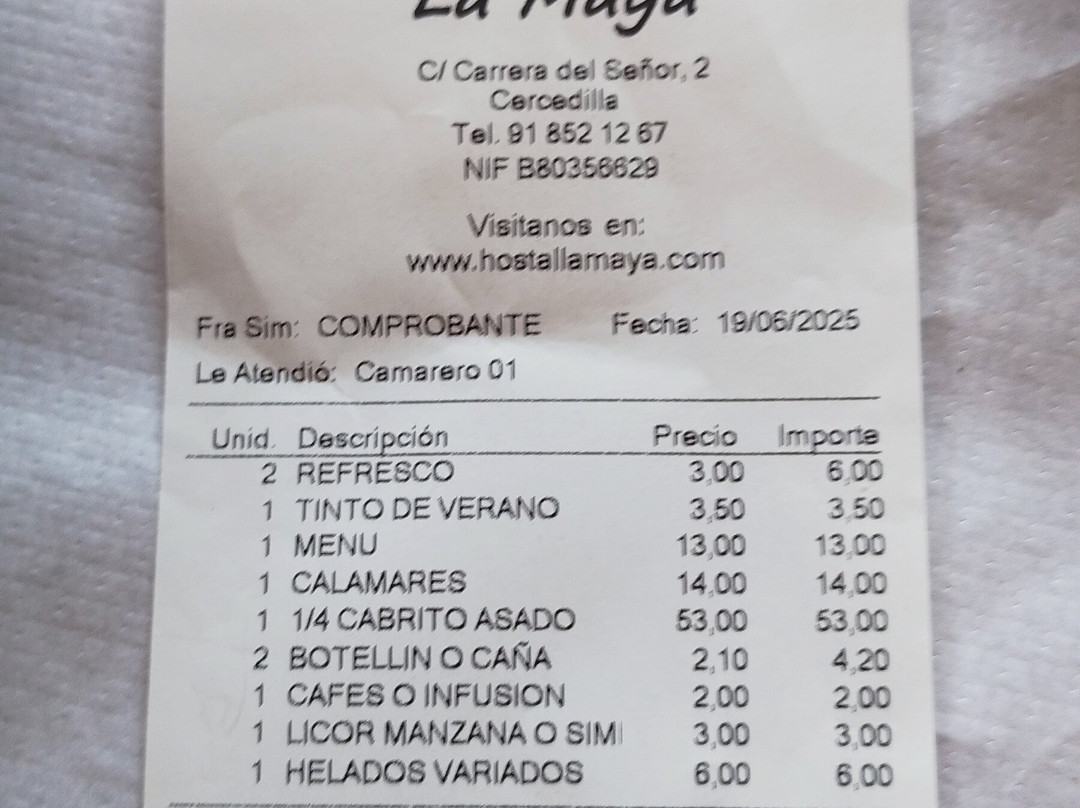 La Maya
C/ Carrera del Señor, 2
Cercedilla
Tel. 91 852 12 67
NIF B80356629
Visitanos en:
www.hostallamaya.com
Fra Sim: COMPROBANTE Fecha: 19/06/2025
Le Atendió: Camarero 01
Unid. Descripción Precio Importe
2 REFRESCO 3,00 6,00
1 TINTO DE VERANO 3,50 3,50
1 MENU 13,00 13,00
1 CALAMARES 14,00 14,00
1 1/4 CABRITO ASADO 53,00 53,00
2 BOTELLIN O CAÑA 2,10 4,20
1 CAFES O INFUSION 2,00 2,00
1 LICOR MANZANA O SIMI 3,00 3,00
1 HELADOS VARIADOS 6,00 6,00